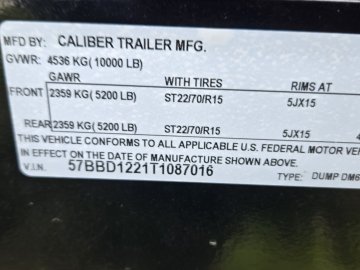 MFD BY: CALIBER TRAILER MFG.
GVWR: 4536 KG( 10000 LB)
GAWR WITH TIRES RIMS AT
FRONT 2359 KG( 5200 LB) ST22/70/R15 5JX15
REAR 2359 KG( 5200 LB) ST22/70/R15 5JX15
THIS VEHICLE CONFORMS TO ALL APPLICABLE U.S. FEDERAL MOTOR
IN EFFECT ON THE DATE OF MANUFACTURE SHOWN ABOVE.
V.I.N. 57BBD1221T1087016 TYPE: DUMP DM6